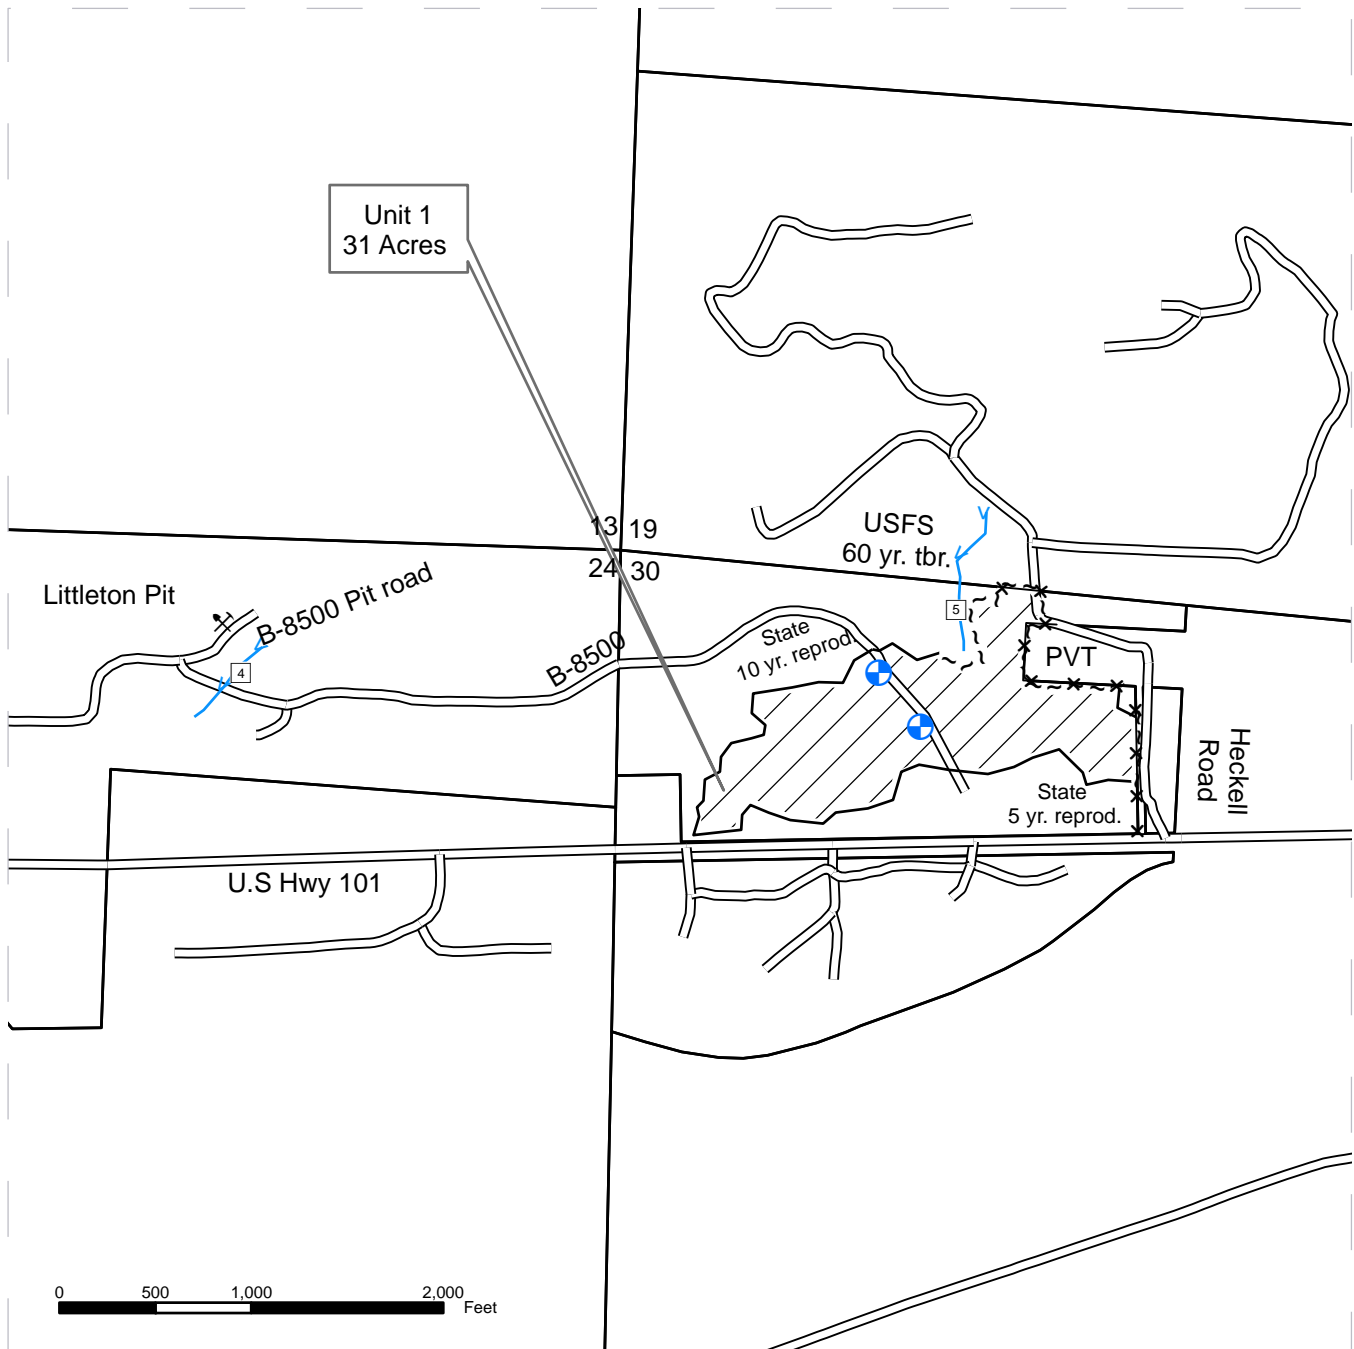 Unit 1
31 Acres
13
19
24
30
USFS
60 yr. tbr.
Littleton Pit
B-8500 Pit road
B-8500
4
5
State
10 yr. reprod.
PVT
Heckell
Road
State
5 yr. reprod.
U.S Hwy 101
0
500
1,000
2,000
Feet